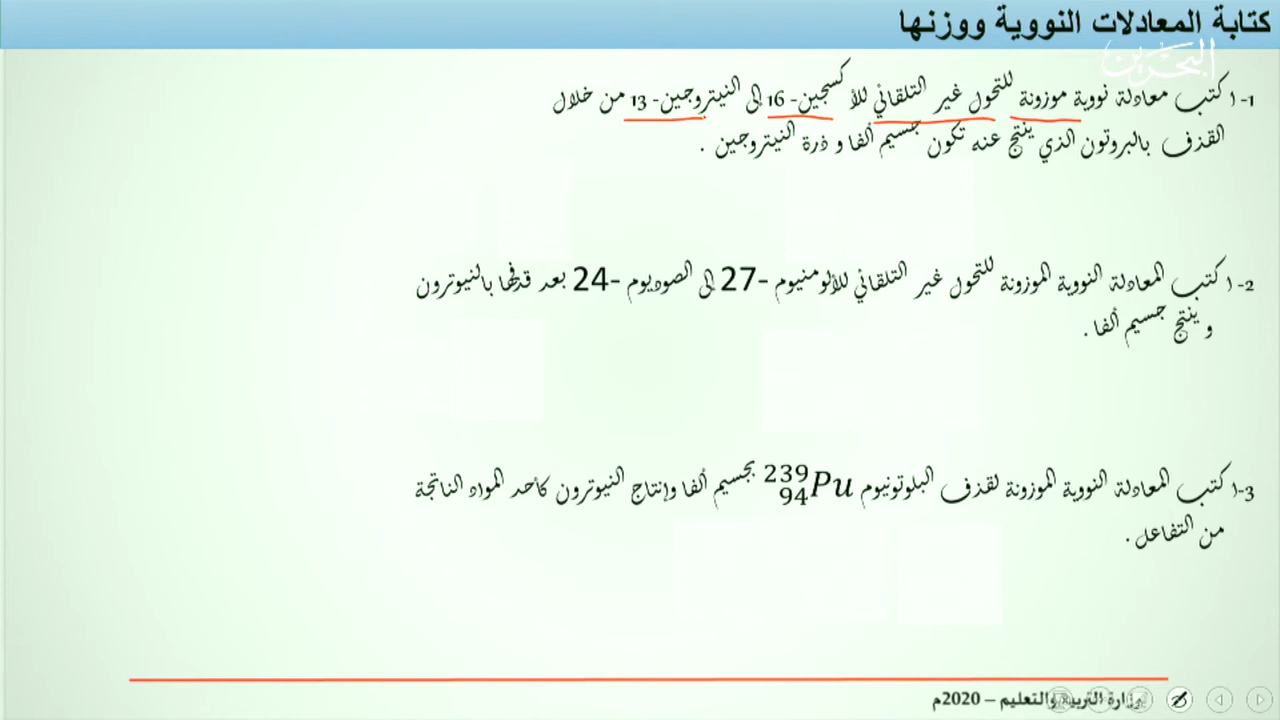 كتابة المعادلات النووية ووزنها
البحرين
1- اكتب معادلة نووية موزونة للتحول غير التلقائي للأكسجين- 16 إلى النيتروجين- 13 من خلال
القذف بالبروتون الذي ينتج عنه تكون جسيم ألفا و ذرة النيتروجين .
2- اكتب المعادلة النووية الموزونة للتحول غير التلقائي للألومنيوم -27 إلى الصوديوم -24 بعد قذفها بالنيوترون
و ينتج جسيم ألفا .
3- اكتب المعادلة النووية الموزونة لقذف البلوتونيوم $^{239}_{94}Pu$ بجسيم ألفا وإنتاج النيوترون كأحد المواد الناتجة
من التفاعل .
وزارة التربية والتعليم – 2020م